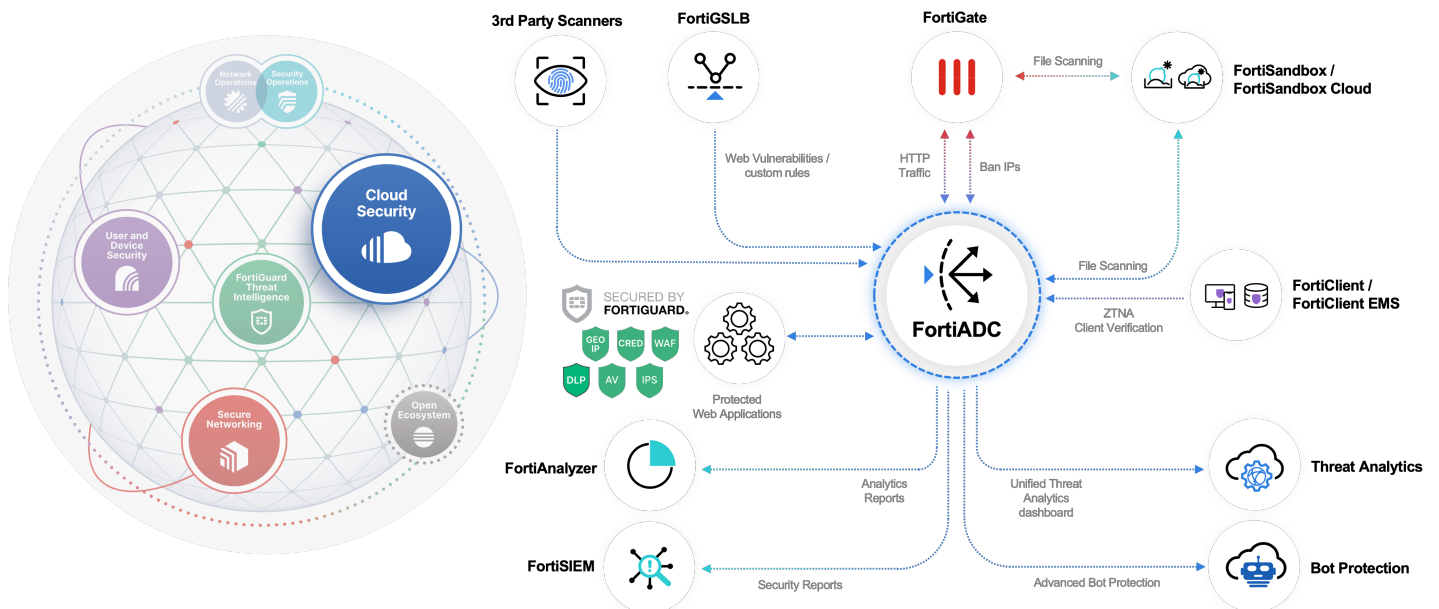 Network
Operations
Security
Operations
Cloud
Security
User and
Device
Security
FortiGuard
Threat
Intelligence
Secure
Networking
Open
Ecosystem
3rd Party Scanners
FortiGSLB
FortiGate
File Scanning
FortiSandbox /
FortiSandbox Cloud
Web Vulnerabilities /
custom rules
HTTP
Traffic
Ban IPs
File Scanning
ZTNA
Client Verification
FortiClient /
FortiClient EMS
FortiADC
SECURED BY
FORTIGUARD®
GEO
IP
CRED
WAF
DLP
AV
IPS
Protected
Web Applications
FortiAnalyzer
Analytics
Reports
Unified Threat
Analytics
dashboard
Threat Analytics
FortiSIEM
Security Reports
Advanced Bot Protection
Bot Protection